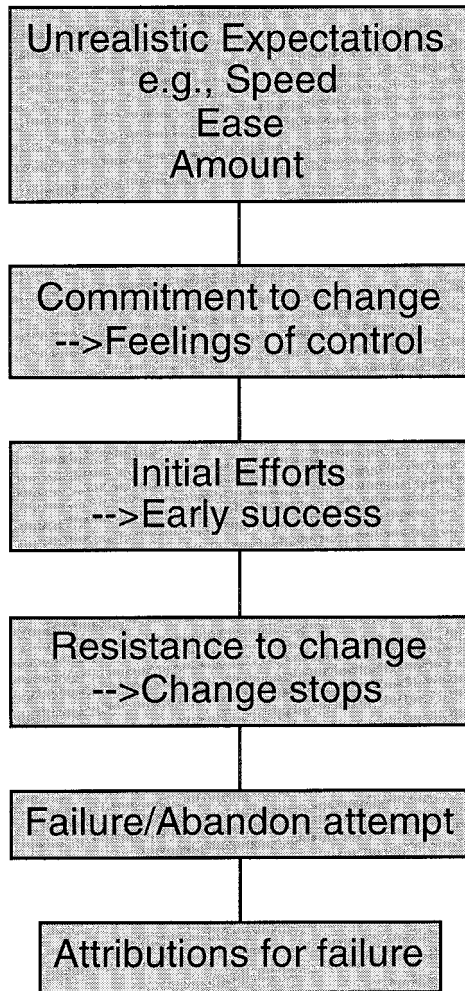 Unrealistic Expectations
e.g., Speed
Ease
Amount
Commitment to change
-->Feelings of control
Initial Efforts
-->Early success
Resistance to change
-->Change stops
Failure/Abandon attempt
Attributions for failure